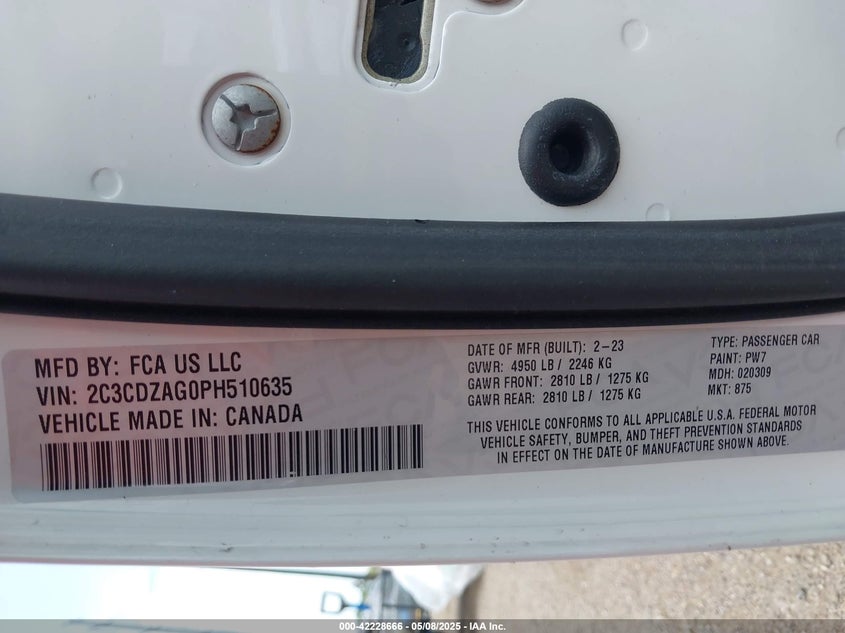 MFD BY: FCA US LLC
VIN: 2C3CDZAG0PH510635
VEHICLE MADE IN: CANADA
DATE OF MFR (BUILT): 2-23
GVWR: 4950 LB / 2246 KG
GAWR FRONT: 2810 LB / 1275 KG
GAWR REAR: 2810 LB / 1275 KG
TYPE: PASSENGER CAR
PAINT: PW7
MDH: 020309
MKT: 875
THIS VEHICLE CONFORMS TO ALL APPLICABLE U.S.A. FEDERAL MOTOR
VEHICLE SAFETY, BUMPER, AND THEFT PREVENTION STANDARDS
IN EFFECT ON THE DATE OF MANUFACTURE SHOWN ABOVE.
000-42228666 - 05/08/2025 - IAA Inc.